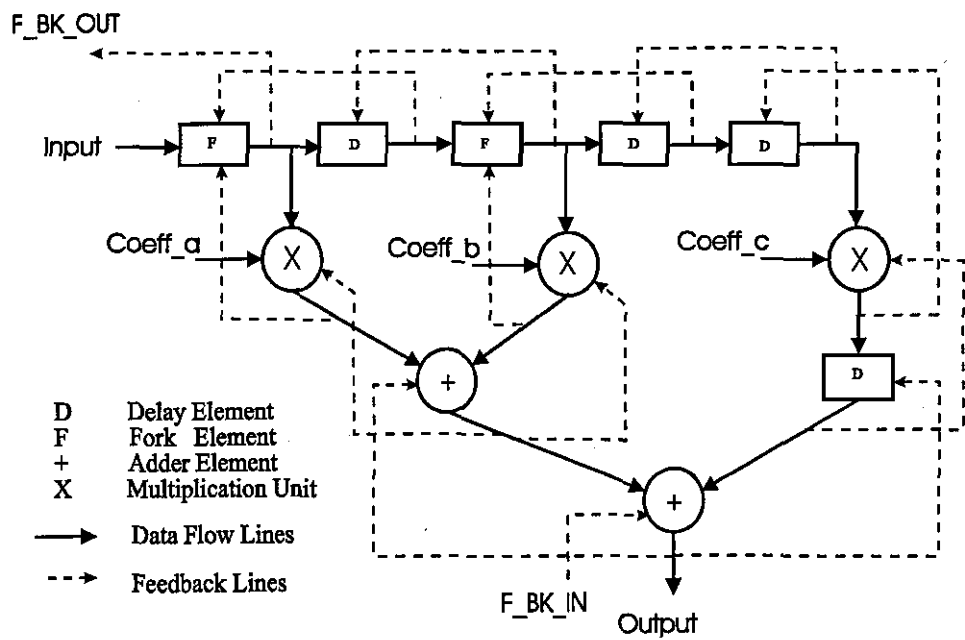 F_BK_OUT
Input
F
D
F
D
D
Coeff_a
X
Coeff_b
X
Coeff_c
X
+
D
D Delay Element
F Fork Element
+ Adder Element
X Multiplication Unit
+
Data Flow Lines
Feedback Lines
F_BK_IN
Output